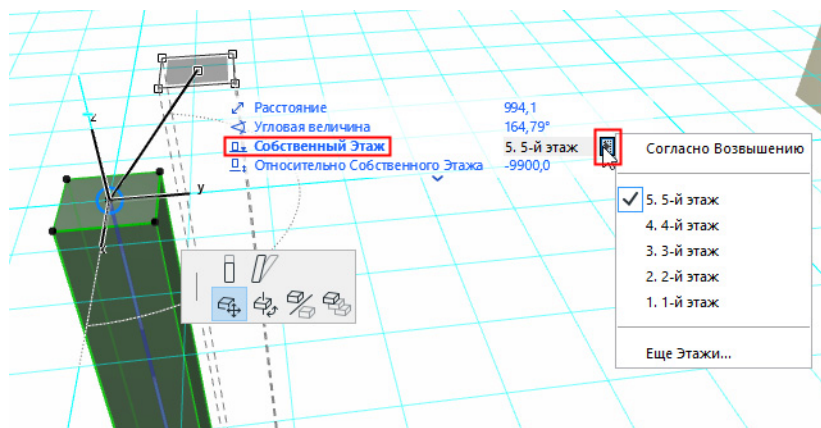 z
y
x
Расстояние 994,1
Угловая величина 164,79°
Собственный Этаж 5. 5-й этаж
Относительно Собственного Этажа -9900,0
Согласно Возвышению
5. 5-й этаж
4. 4-й этаж
3. 3-й этаж
2. 2-й этаж
1. 1-й этаж
Еще Этажи...